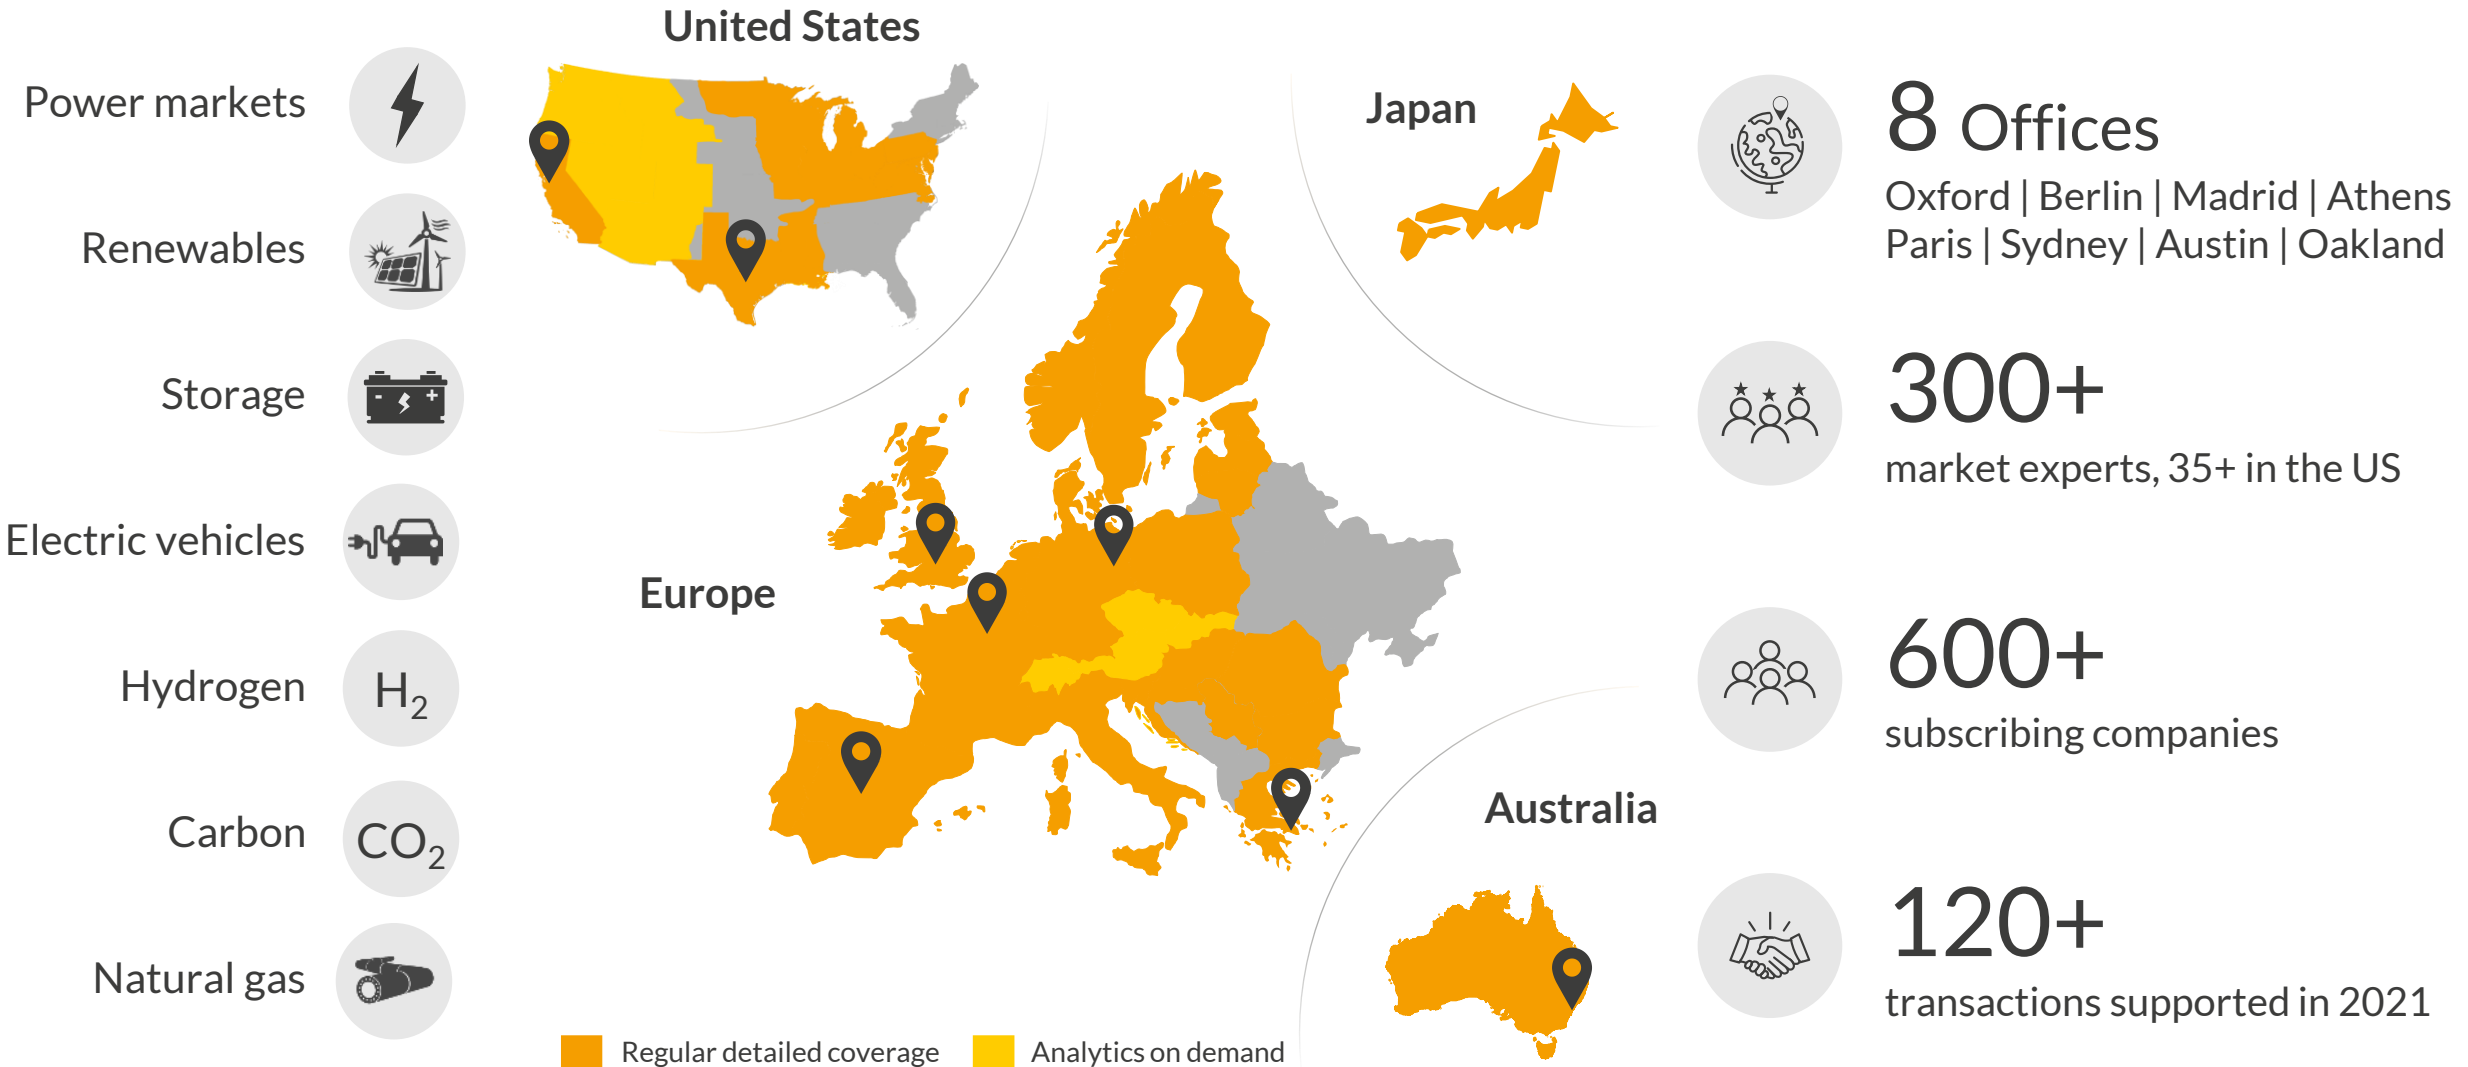 United States
Power markets
Renewables
Storage
Electric vehicles
Hydrogen
H2
Carbon
CO2
Natural gas
Japan
Europe
Australia
Regular detailed coverage
Analytics on demand
8 Offices
Oxford | Berlin | Madrid | Athens
Paris | Sydney | Austin | Oakland
300+
market experts, 35+ in the US
600+
subscribing companies
120+
transactions supported in 2021